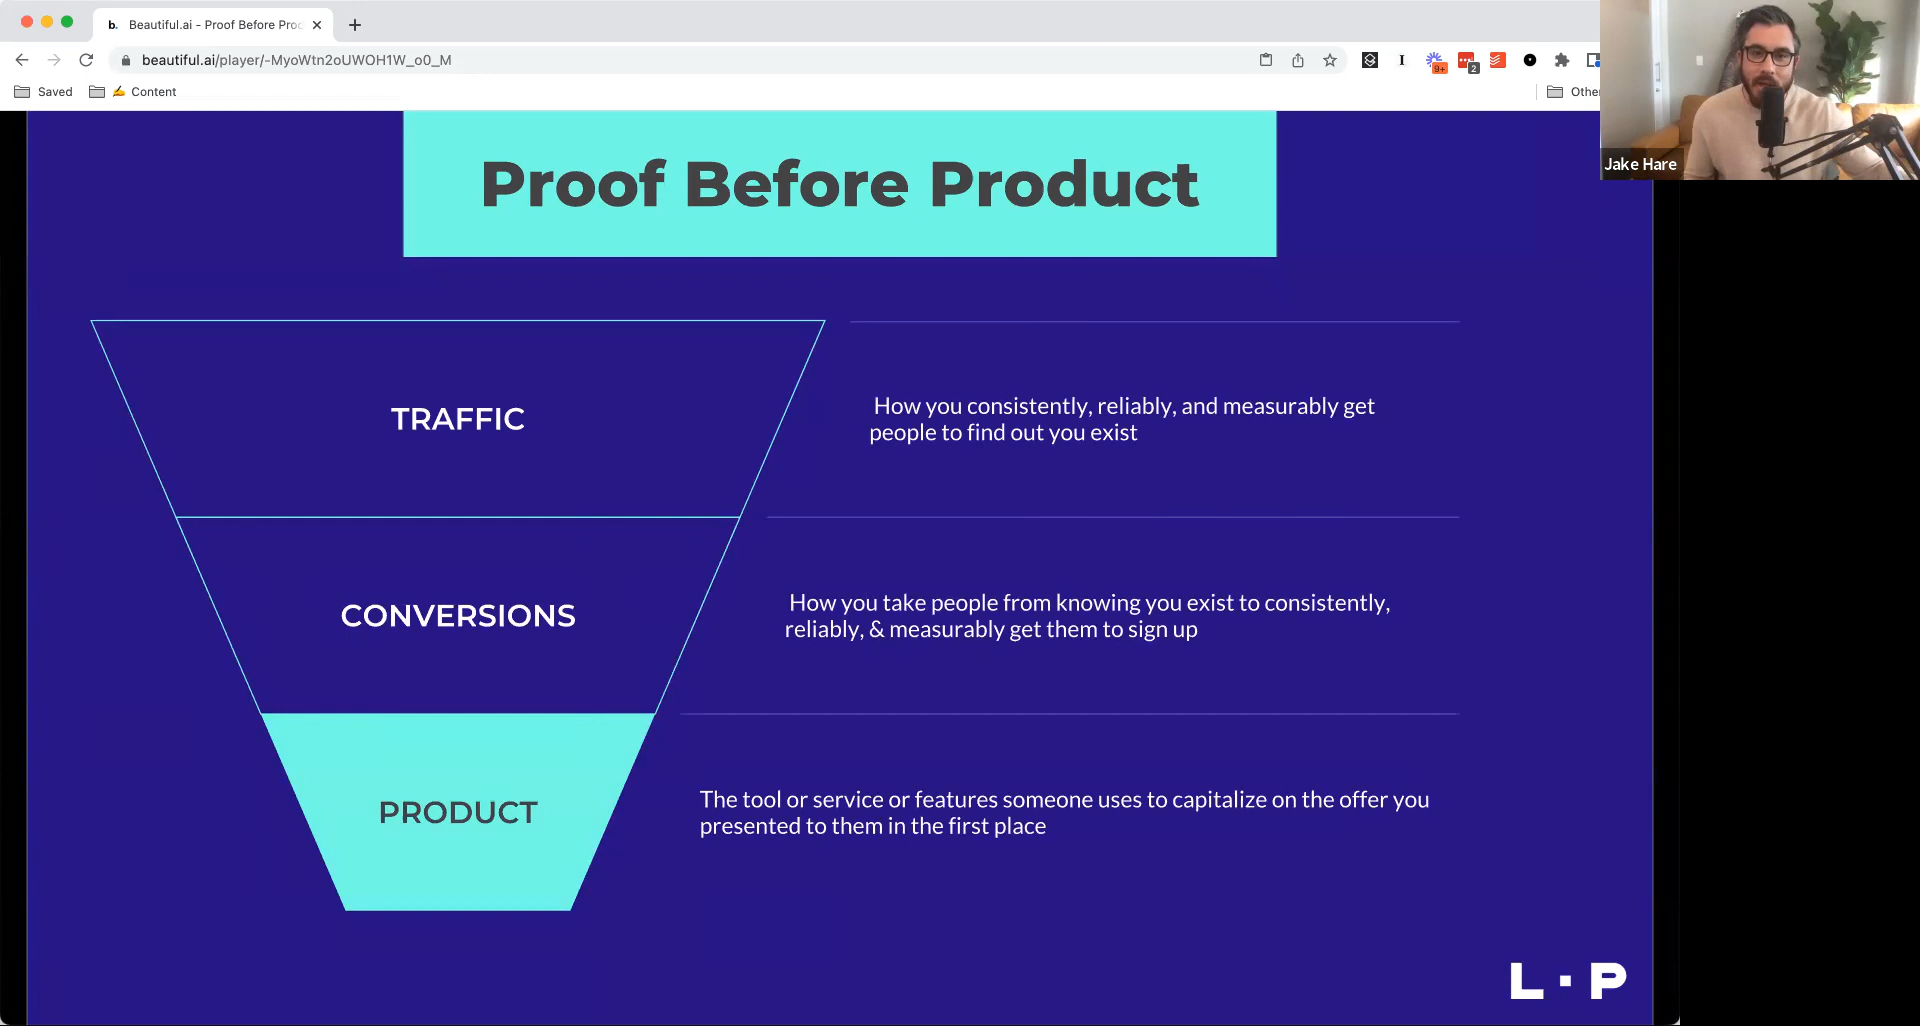 b. Beautiful.ai - Proof Before Proc
beautiful.ai/player/-MyoWtn2oUWOH1W_o0_M
9+
2
Saved
Content
Othe
Jake Hare
Proof Before Product
TRAFFIC
How you consistently, reliably, and measurably get
people to find out you exist
CONVERSIONS
How you take people from knowing you exist to consistently,
reliably, & measurably get them to sign up
PRODUCT
The tool or service or features someone uses to capitalize on the offer you
presented to them in the first place
L · P